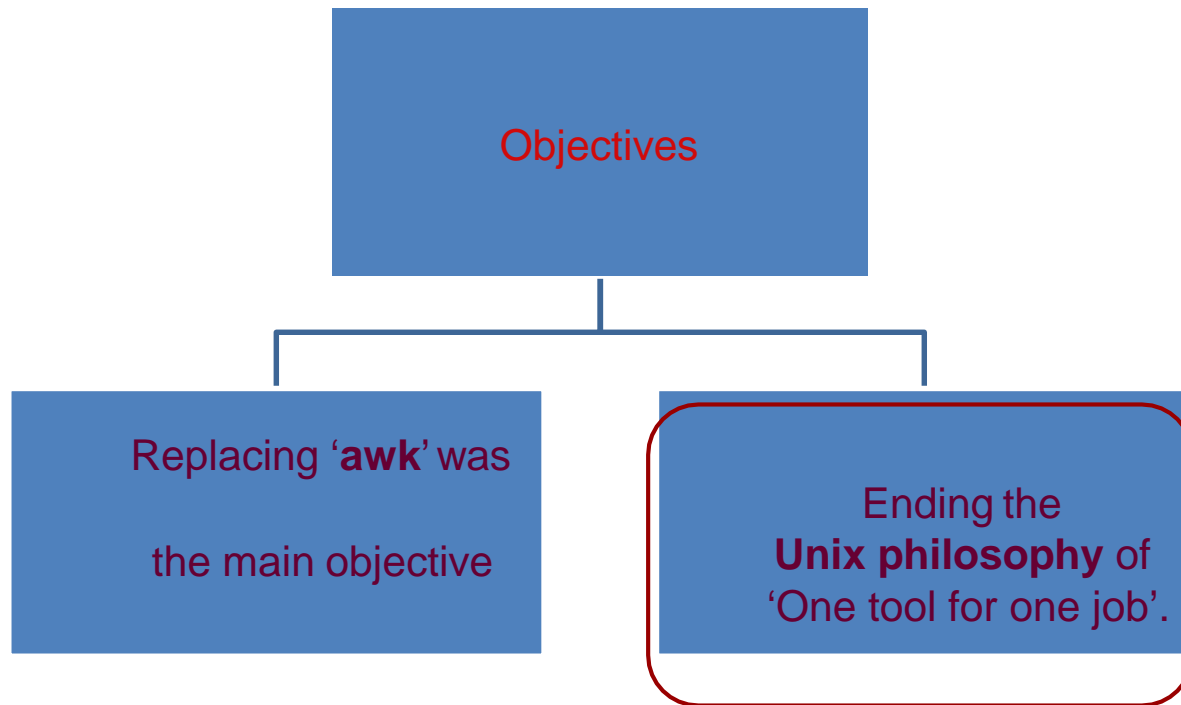 Objectives
Replacing ‘awk’ was
the main objective
Ending the
Unix philosophy of
‘One tool for one job’.